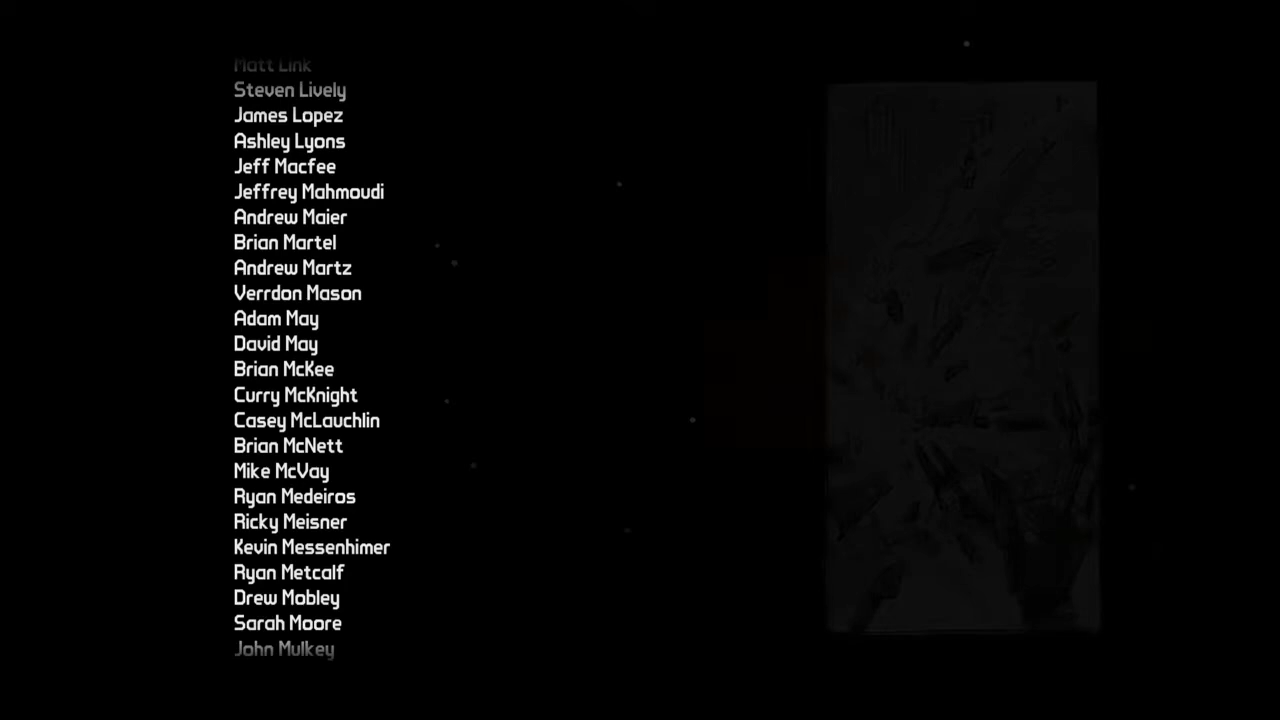 Matt Link
Steven Lively
James Lopez
Ashley Lyons
Jeff Macfee
Jeffrey Mahmoudi
Andrew Maier
Brian Martel
Andrew Martz
Verrdon Mason
Adam May
David May
Brian McKee
Curry McKnight
Casey McLauchlin
Brian McNett
Mike McVay
Ryan Medeiros
Ricky Meisner
Kevin Messenhimer
Ryan Metcalf
Drew Mobley
Sarah Moore
John Mulkey